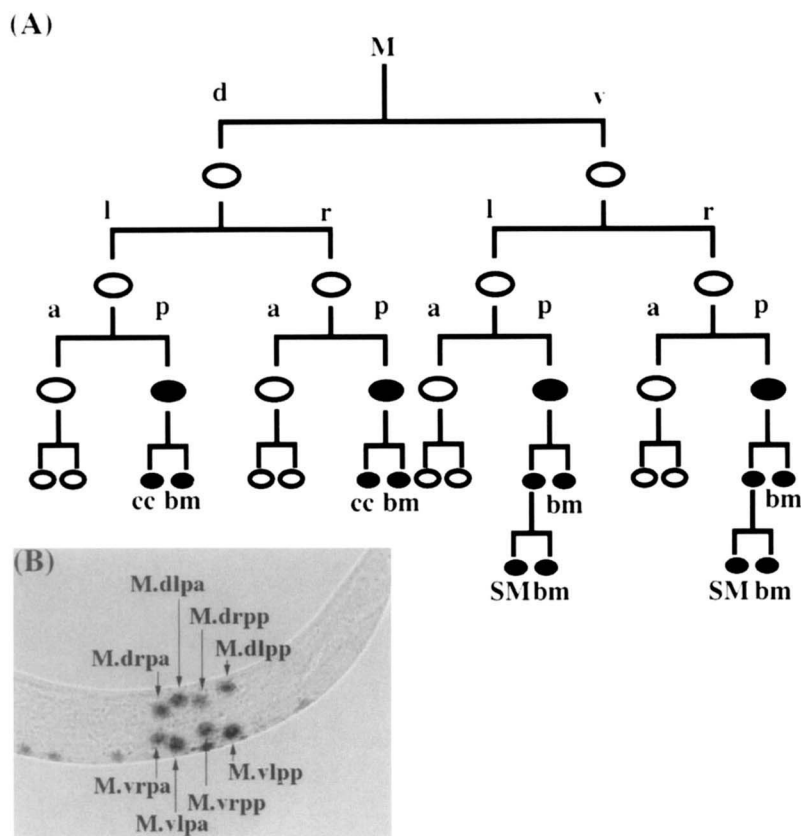 (A)
M
d v
l r l r
a p a p a p a p
cc bm cc bm bm bm
SM bm SM bm
(B)
M.dlpa
M.drpp
M.drpa M.dlpp
M.vrpa M.vlpp
M.vrpp
M.vlpa